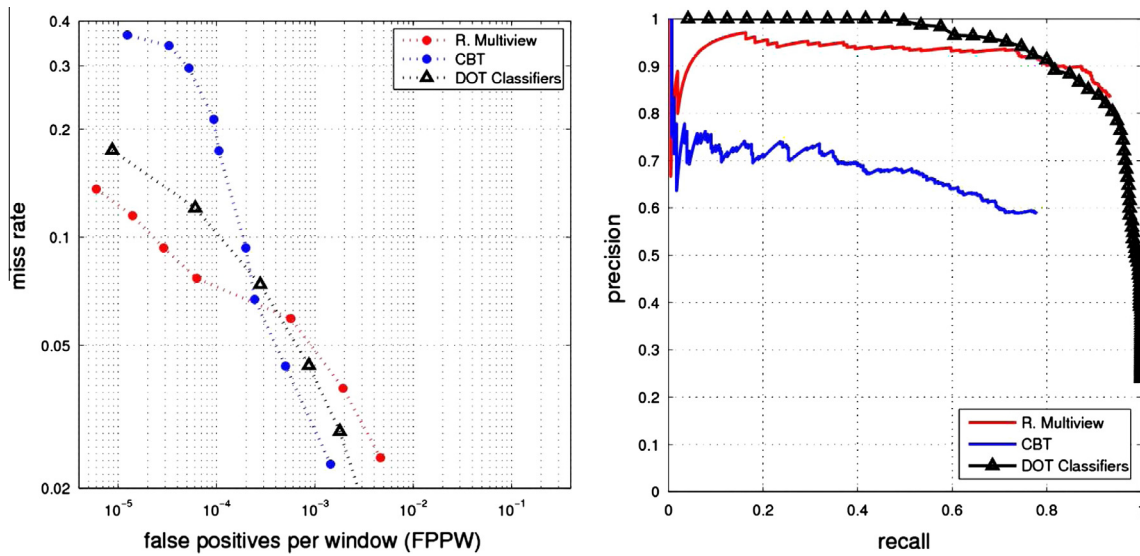 0.4
0.3
0.2
0.1
0.05
0.02
miss rate
10⁻⁵
10⁻⁴
10⁻³
10⁻²
10⁻¹
false positives per window (FPPW)
R. Multiview
CBT
DOT Classifiers
1
0.9
0.8
0.7
0.6
0.5
0.4
0.3
0.2
0.1
0
precision
0
0.2
0.4
0.6
0.8
1
recall
R. Multiview
CBT
DOT Classifiers